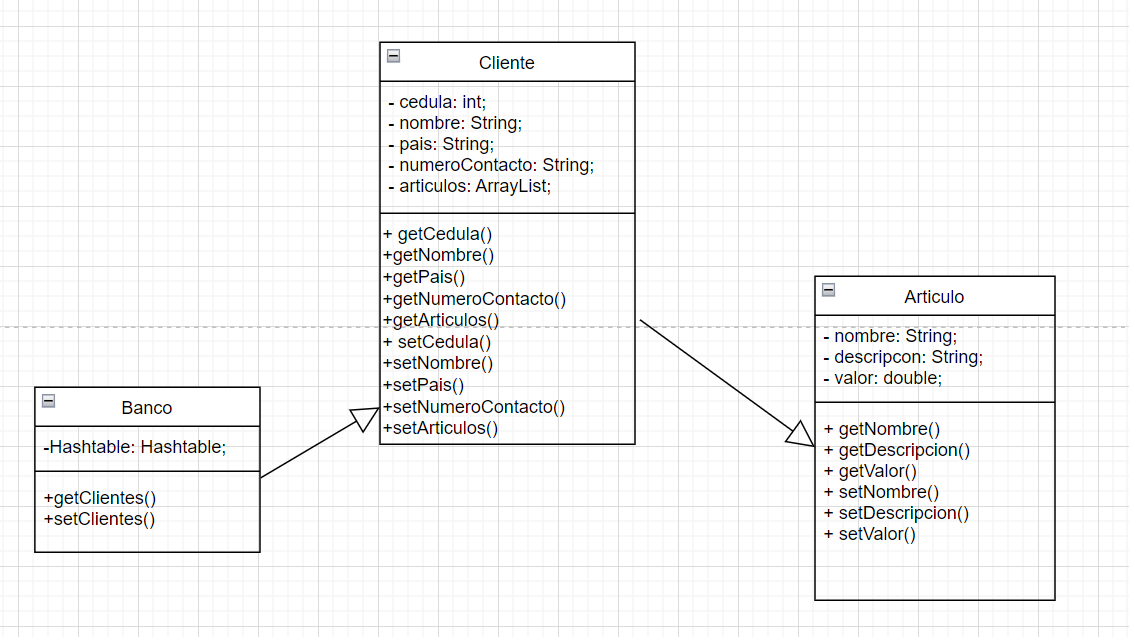 Cliente
- cedula: int;
- nombre: String;
- pais: String;
- numeroContacto: String;
- articulos: ArrayList;
+ getCedula()
+getNombre()
+getPais()
+getNumeroContacto()
+getArticulos()
+ setCedula()
+setNombre()
+setPais()
+setNumeroContacto()
+setArticulos()
Banco
-Hashtable: Hashtable;
+getClientes()
+setClientes()
Articulo
- nombre: String;
- descripcon: String;
- valor: double;
+ getNombre()
+ getDescripcion()
+ getValor()
+ setNombre()
+ setDescripcion()
+ setValor()